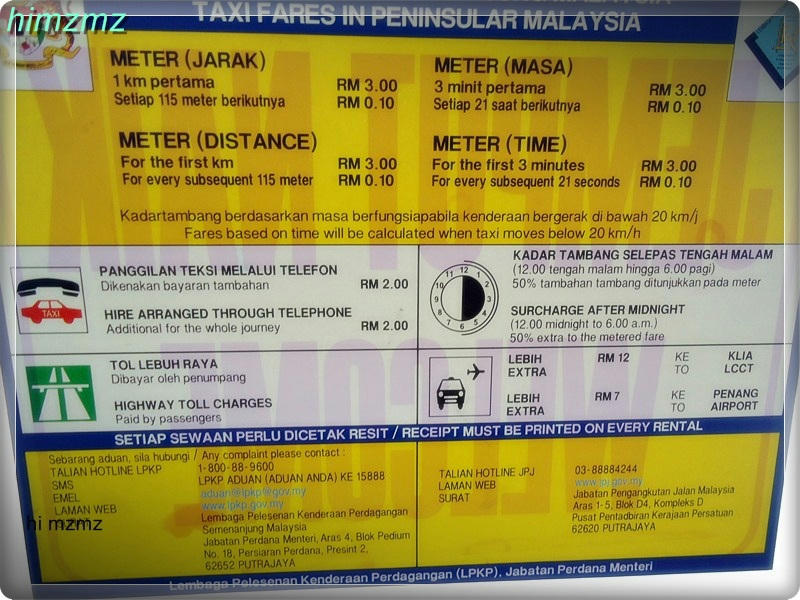 himzmz
TAXI FARES IN PENINSULAR MALAYSIA
METER (JARAK)
1 km pertama RM 3.00
Setiap 115 meter berikutnya RM 0.10
METER (MASA)
3 minit pertama RM 3.00
Setiap 21 saat berikutnya RM 0.10
METER (DISTANCE)
For the first km RM 3.00
For every subsequent 115 meter RM 0.10
METER (TIME)
For the first 3 minutes RM 3.00
For every subsequent 21 seconds RM 0.10
Kadartambang berdasarkan masa berfungsiapabila kenderaan bergerak di bawah 20 km/j
Fares based on time will be calculated when taxi moves below 20 km/h
PANGGILAN TEKSI MELALUI TELEFON
Dikenakan bayaran tambahan RM 2.00
HIRE ARRANGED THROUGH TELEPHONE
Additional for the whole journey RM 2.00
TAXI
KADAR TAMBANG SELEPAS TENGAH MALAM
(12.00 tengah malam hingga 6.00 pagi)
50% tambahan tambang ditunjukkan pada meter
SURCHARGE AFTER MIDNIGHT
(12.00 midnight to 6.00 a.m.)
50% extra to the metered fare
12 1 2 3 4 5 6 7 8 9 10 11
TOL LEBUH RAYA
Dibayar oleh penumpang
HIGHWAY TOLL CHARGES
Paid by passengers
LEBIH RM 12 KE KLIA
EXTRA TO LCCT
LEBIH RM 7 KE PENANG
EXTRA TO AIRPORT
SETIAP SEWAAN PERLU DICETAK RESIT / RECEIPT MUST BE PRINTED ON EVERY RENTAL
Sebarang aduan, sila hubungi / Any complaint please contact :
TALIAN HOTLINE LPKP 1-800-88-9600
SMS LPKP ADUAN (ADUAN ANDA) KE 15888
EMEL aduan@lpkp.gov.my
LAMAN WEB www.lpkp.gov.my
Lembaga Pelesenan Kenderaan Perdagangan
Semenanjung Malaysia
Jabatan Perdana Menteri, Aras 4, Blok Podium
No. 18, Persiaran Perdana, Presint 2,
62652 PUTRAJAYA
hi mzmz
TALIAN HOTLINE JPJ 03-88884244
LAMAN WEB www.jpj.gov.my
SURAT Jabatan Pengangkutan Jalan Malaysia
Aras 1-5, Blok D4, Kompleks D
Pusat Pentadbiran Kerajaan Persatuan
62620 PUTRAJAYA
Lembaga Pelesenan Kenderaan Perdagangan (LPKP), Jabatan Perdana Menteri